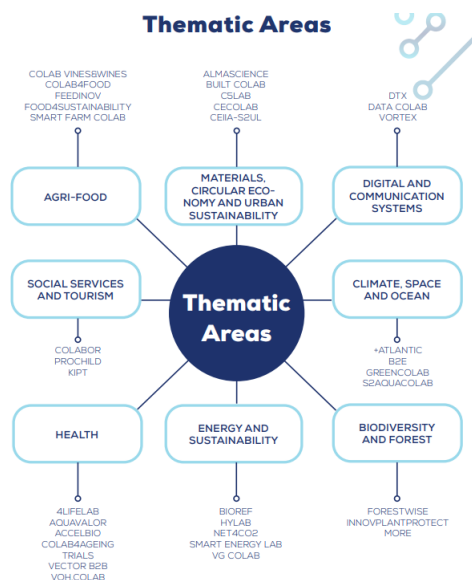 Thematic Areas
COLAB VINES&WINES
COLAB4FOOD
FEEDINOV
FOOD4SUSTAINABILITY
SMART FARM COLAB
ALMASCIENCE
BUILT COLAB
C5LAB
CECOLAB
CEIIA-S2UL
DTX
DATA COLAB
VORTEX
AGRI-FOOD
MATERIALS,
CIRCULAR ECO-
NOMY AND URBAN
SUSTAINABILITY
DIGITAL AND
COMMUNICATION
SYSTEMS
SOCIAL SERVICES
AND TOURISM
Thematic
Areas
CLIMATE, SPACE
AND OCEAN
COLABOR
PROCHILD
KIPT
+ATLANTIC
B2E
GREENCOLAB
S2AQUACOLAB
HEALTH
ENERGY AND
SUSTAINABILITY
BIODIVERSITY
AND FOREST
4LIFELAB
AQUAVALOR
ACCELBIO
COLAB4AGEING
TRIALS
VECTOR B2B
VOH.COLAB
BIOREF
HYLAB
NET4CO2
SMART ENERGY LAB
VG COLAB
FORESTWISE
INNOVPLANTPROTECT
MORE